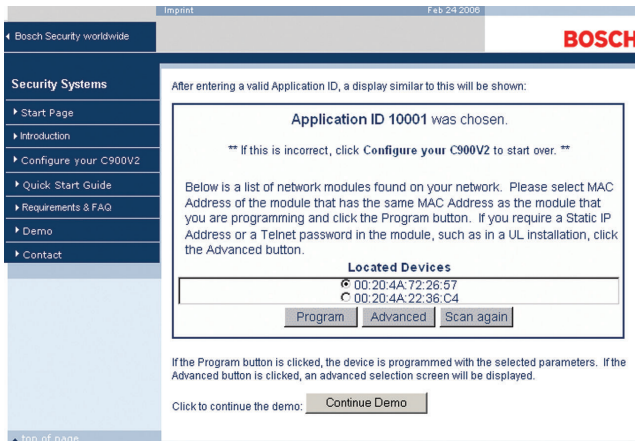 Imprint
Feb 24 2006
Bosch Security worldwide
BOSCH
Security Systems
Start Page
Introduction
Configure your C900V2
Quick Start Guide
Requirements & FAQ
Demo
Contact
After entering a valid Application ID, a display similar to this will be shown:
Application ID 10001 was chosen.
** If this is incorrect, click Configure your C900V2 to start over. **
Below is a list of network modules found on your network. Please select MAC
Address of the module that has the same MAC Address as the module that
you are programming and click the Program button. If you require a Static IP
Address or a Telnet password in the module, such as in a UL installation, click
the Advanced button.
Located Devices
00:20:4A:72:26:57
00:20:4A:22:36:C4
Program Advanced Scan again
If the Program button is clicked, the device is programmed with the selected parameters. If the
Advanced button is clicked, an advanced selection screen will be displayed.
Click to continue the demo: Continue Demo
top of page